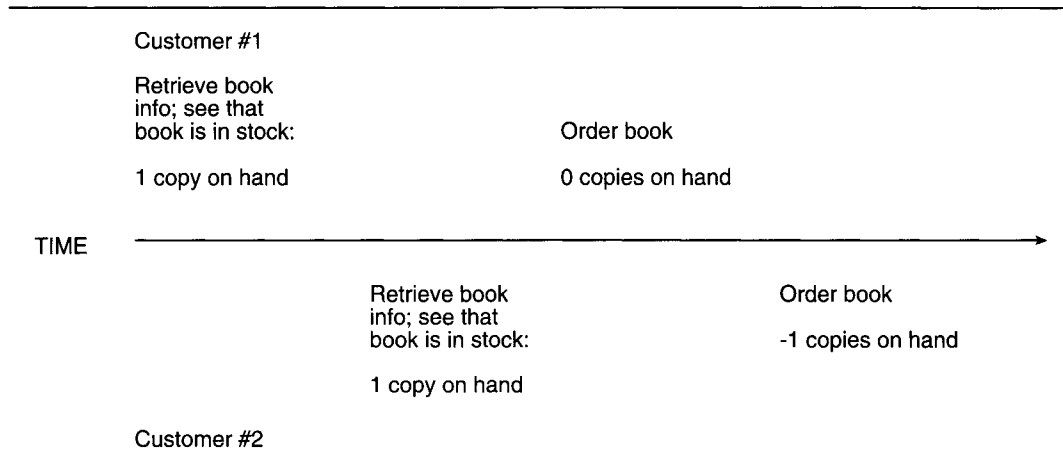 Customer #1
Retrieve book
info; see that
book is in stock:
Order book
1 copy on hand
0 copies on hand
TIME
Retrieve book
info; see that
book is in stock:
Order book
-1 copies on hand
1 copy on hand
Customer #2